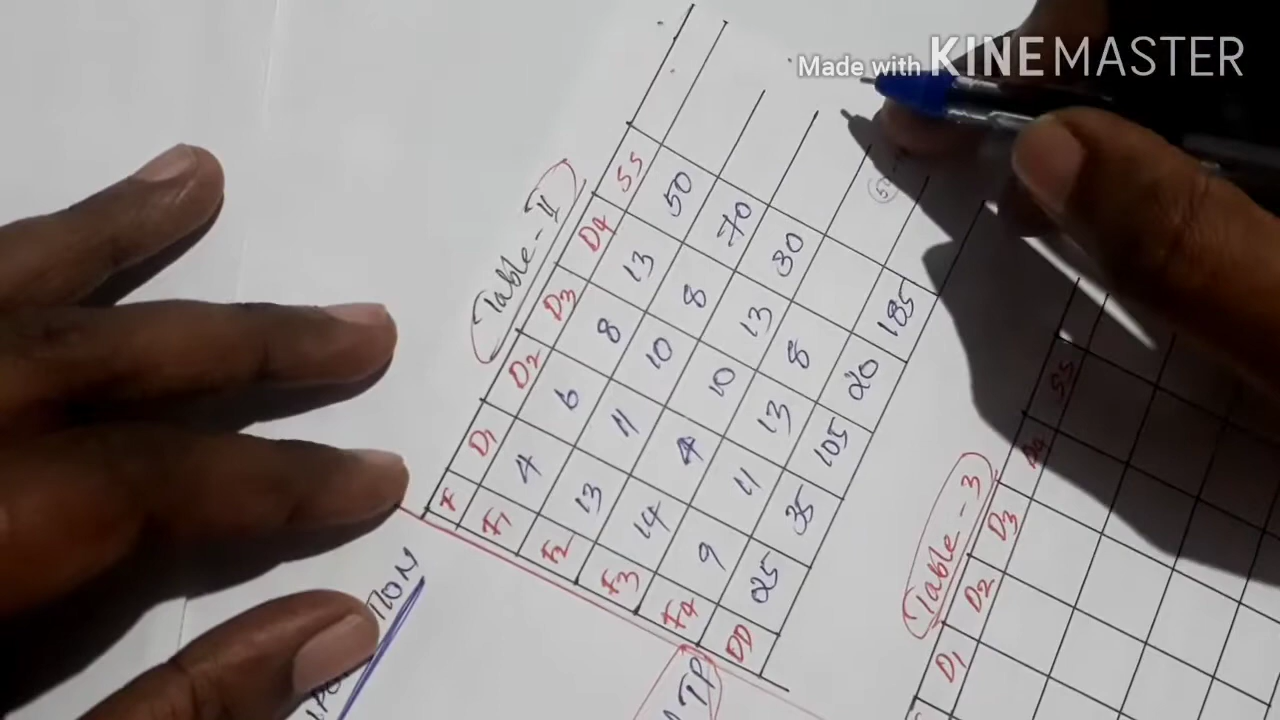 Made with KINEMASTER
Table-II
F D1 D2 D3 D4 SS
F1 4 6 8 13 50
F2 13 11 10 8 70
F3 14 4 10 13 30
F4 9 11 13 8
DD 25 35 105 20 185
Table-3
D1 D2 D3 D4 SS
TION
TP